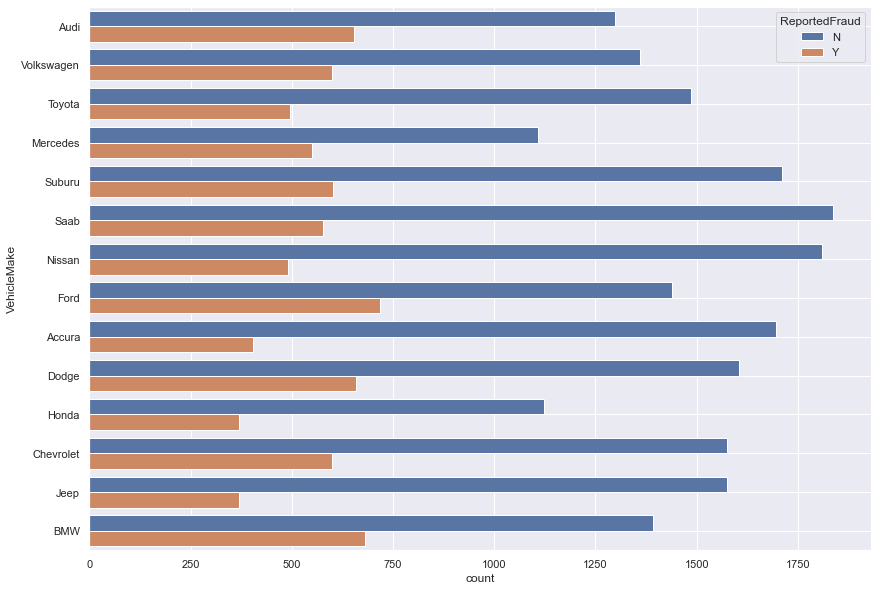 ReportedFraud
N
Y
VehicleMake
Audi
Volkswagen
Toyota
Mercedes
Suburu
Saab
Nissan
Ford
Accura
Dodge
Honda
Chevrolet
Jeep
BMW
0 250 500 750 1000 1250 1500 1750
count